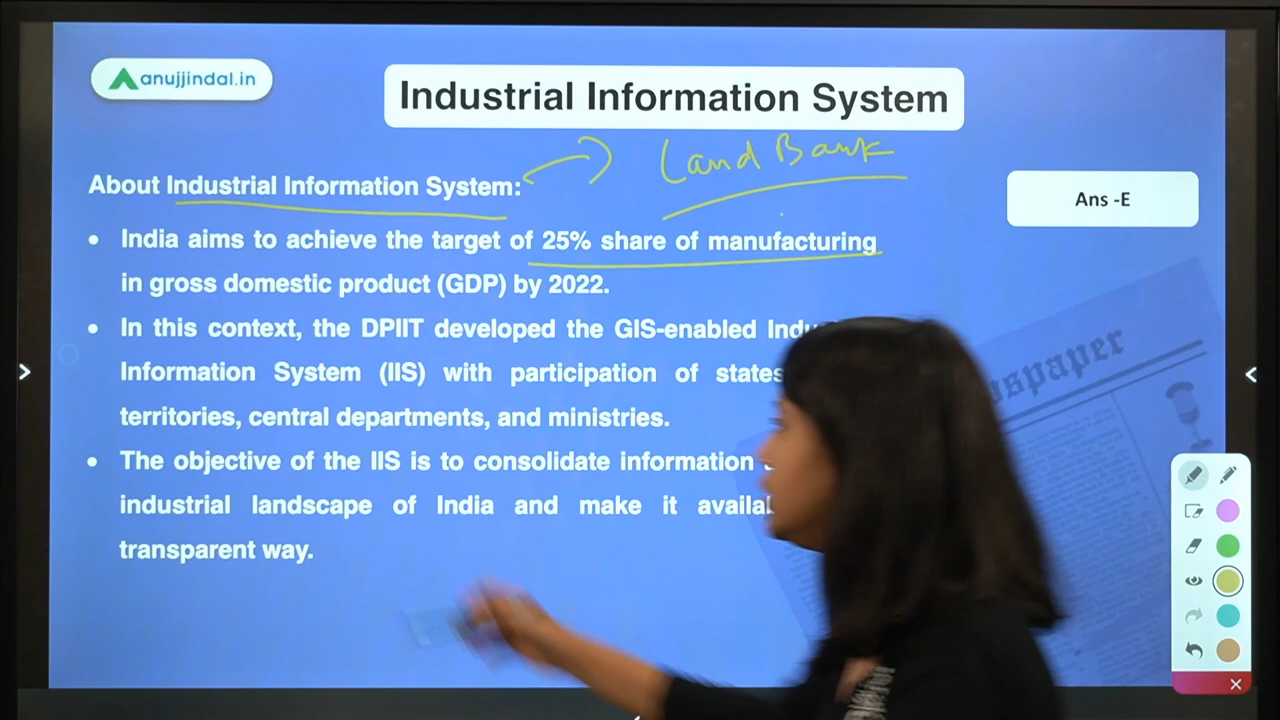 anujjindal.in
Industrial Information System
Land Bank
About Industrial Information System:
Ans -E
• India aims to achieve the target of 25% share of manufacturing
in gross domestic product (GDP) by 2022.
• In this context, the DPIIT developed the GIS-enabled
Information System (IIS) with participation of states
territories, central departments, and ministries.
• The objective of the IIS is to consolidate information
industrial landscape of India and make it
transparent way.